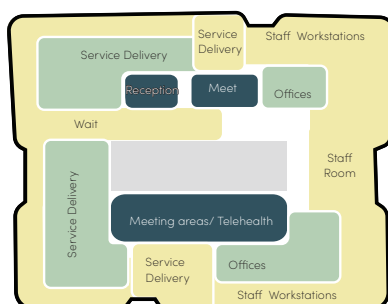 Service
Delivery
Staff Workstations
Service Delivery
Reception
Meet
Offices
Wait
Staff
Room
Service Delivery
Meeting areas/ Telehealth
Service
Delivery
Offices
Staff Workstations